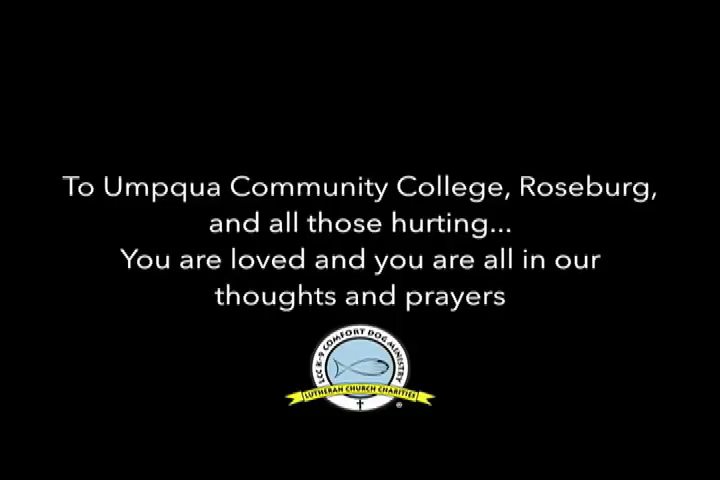 To Umpqua Community College, Roseburg,
and all those hurting...
You are loved and you are all in our
thoughts and prayers
LCC K-9 COMFORT DOG MINISTRY
LUTHERAN CHURCH CHARITIES
®